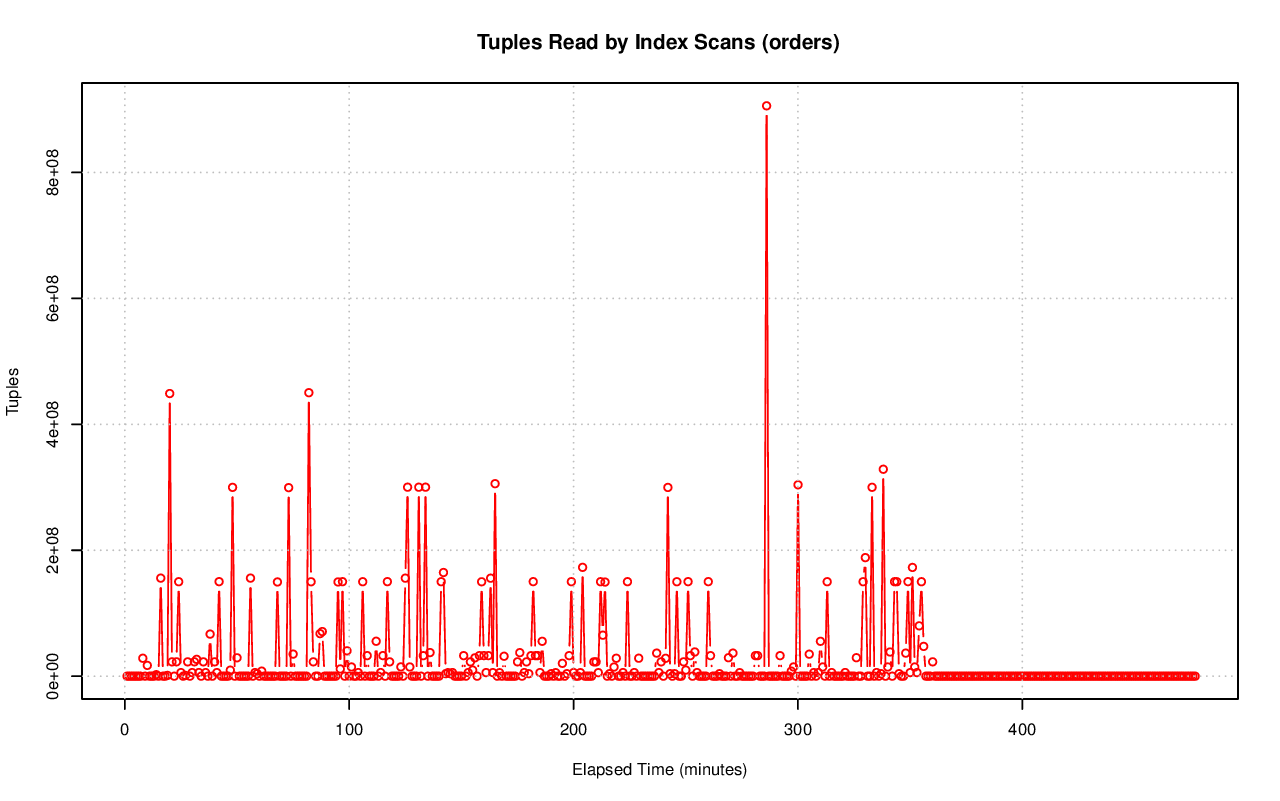 Tuples Read by Index Scans (orders)
Tuples
8e+08
6e+08
4e+08
2e+08
0e+00
0 100 200 300 400
Elapsed Time (minutes)